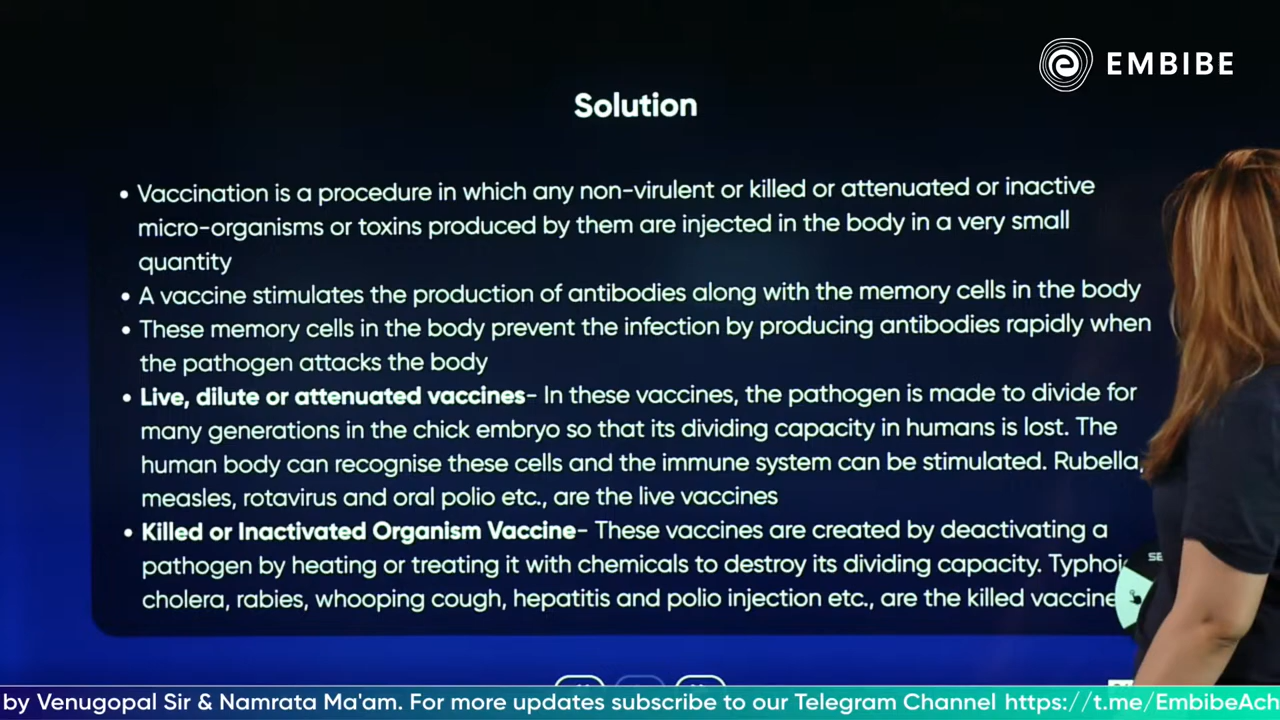 EMBIBE
Solution
• Vaccination is a procedure in which any non-virulent or killed or attenuated or inactive
micro-organisms or toxins produced by them are injected in the body in a very small
quantity
• A vaccine stimulates the production of antibodies along with the memory cells in the body
• These memory cells in the body prevent the infection by producing antibodies rapidly when
the pathogen attacks the body
• Live, dilute or attenuated vaccines- In these vaccines, the pathogen is made to divide for
many generations in the chick embryo so that its dividing capacity in humans is lost. The
human body can recognise these cells and the immune system can be stimulated. Rubella,
measles, rotavirus and oral polio etc., are the live vaccines
• Killed or Inactivated Organism Vaccine- These vaccines are created by deactivating a
pathogen by heating or treating it with chemicals to destroy its dividing capacity. Typhoi
cholera, rabies, whooping cough, hepatitis and polio injection etc., are the killed vaccine
SE
by Venugopal Sir & Namrata Ma'am. For more updates subscribe to our Telegram Channel https://t.me/EmbibeAch